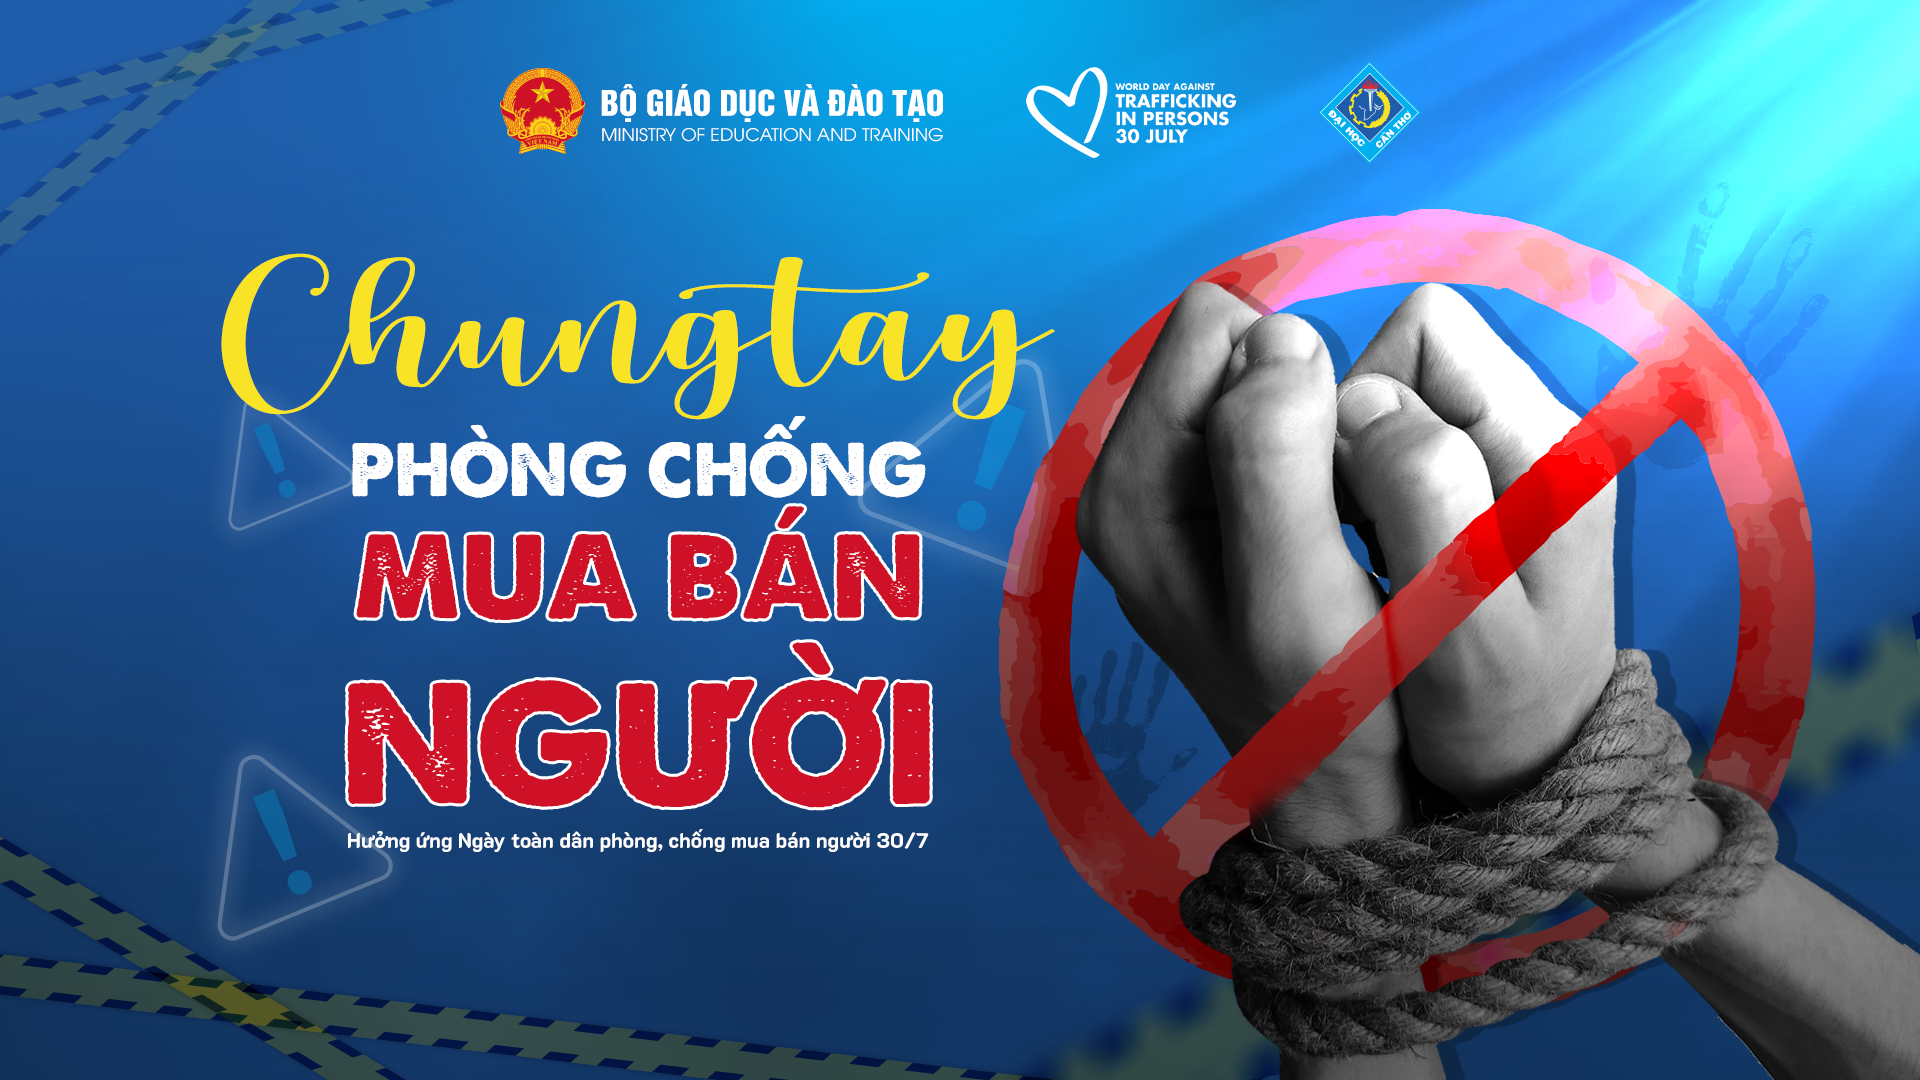 BỘ GIÁO DỤC VÀ ĐÀO TẠO
MINISTRY OF EDUCATION AND TRAINING
VIỆT NAM
WORLD DAY AGAINST
TRAFFICKING
IN PERSONS
30 JULY
ĐẠI HỌC
CẦN THƠ
Chung tay
PHÒNG CHỐNG
MUA BÁN
NGƯỜI
Hưởng ứng Ngày toàn dân phòng, chống mua bán người 30/7